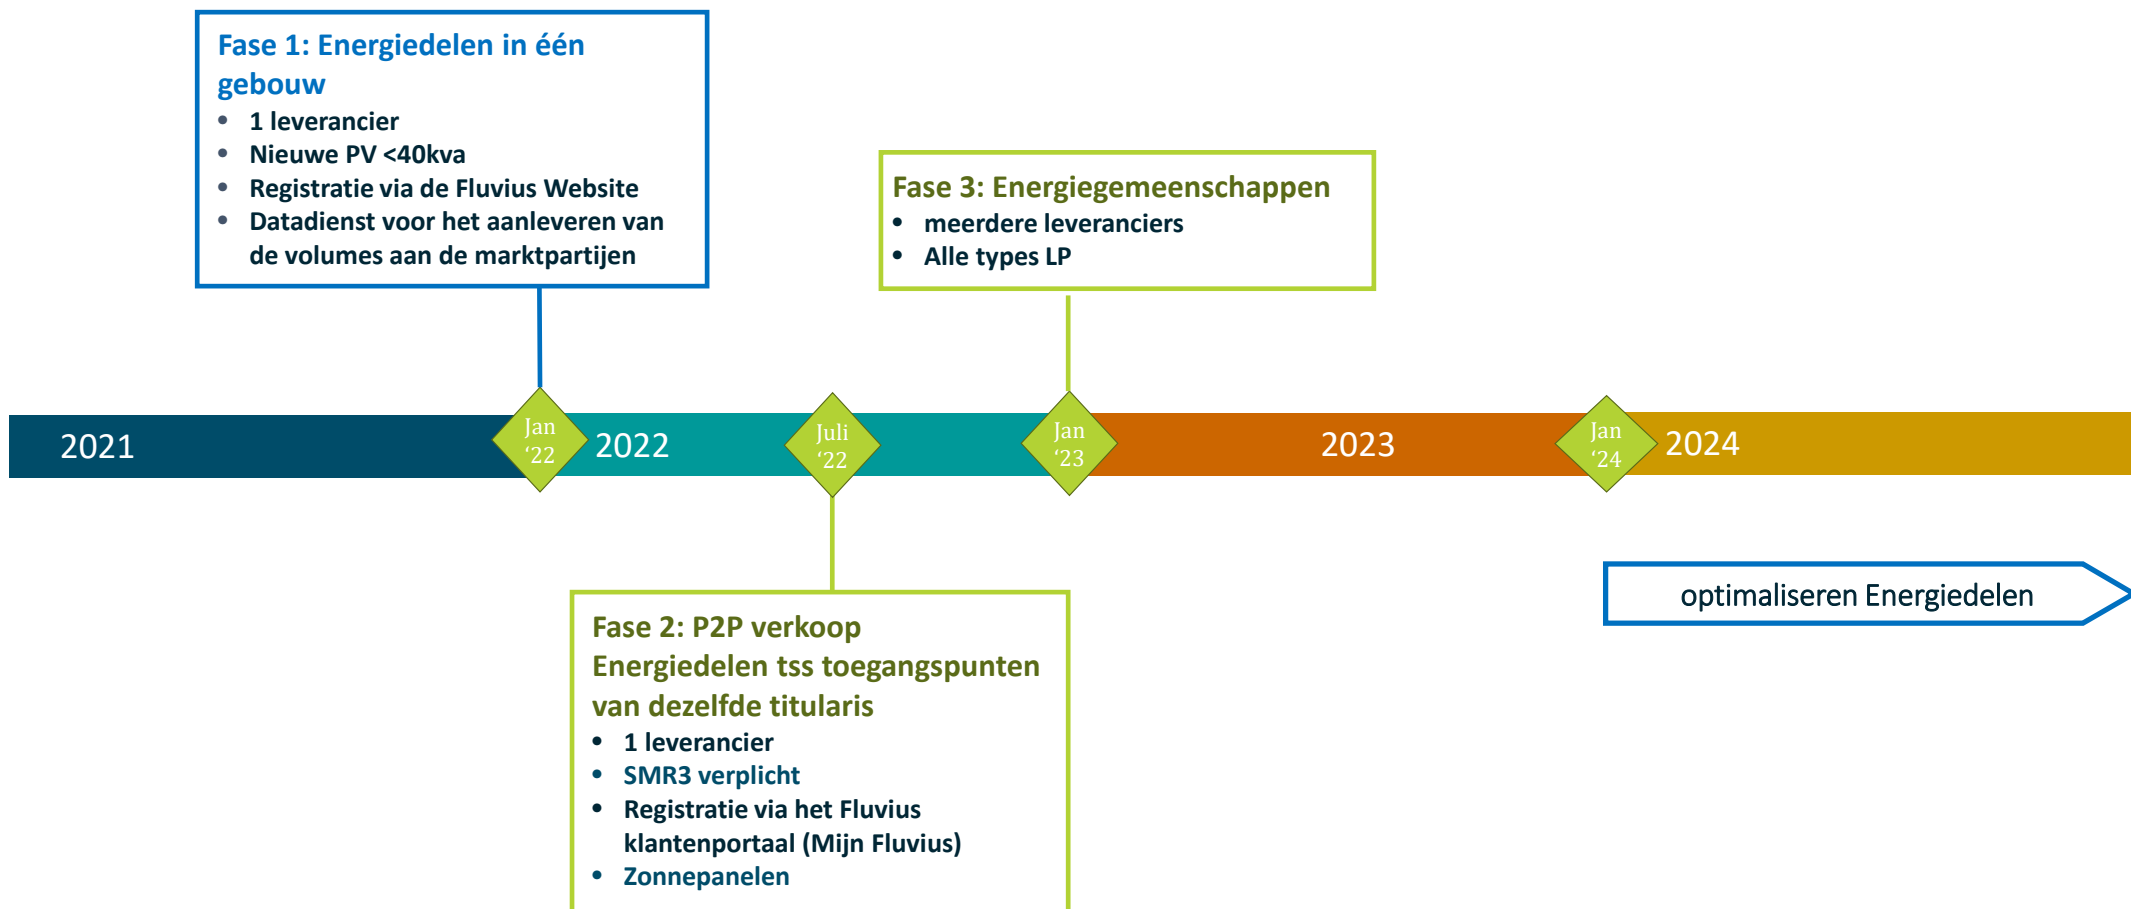 Fase 1: Energiedelen in één
gebouw
• 1 leverancier
• Nieuwe PV <40kva
• Registratie via de Fluvius Website
• Datadienst voor het aanleveren van
de volumes aan de marktpartijen
Fase 3: Energiegemeenschappen
• meerdere leveranciers
• Alle types LP
2021
Jan
‘22
2022
Juli
‘22
Jan
‘23
2023
Jan
‘24
2024
optimaliseren Energiedelen
Fase 2: P2P verkoop
Energiedelen tss toegangspunten
van dezelfde titularis
• 1 leverancier
• SMR3 verplicht
• Registratie via het Fluvius
klantenportaal (Mijn Fluvius)
• Zonnepanelen